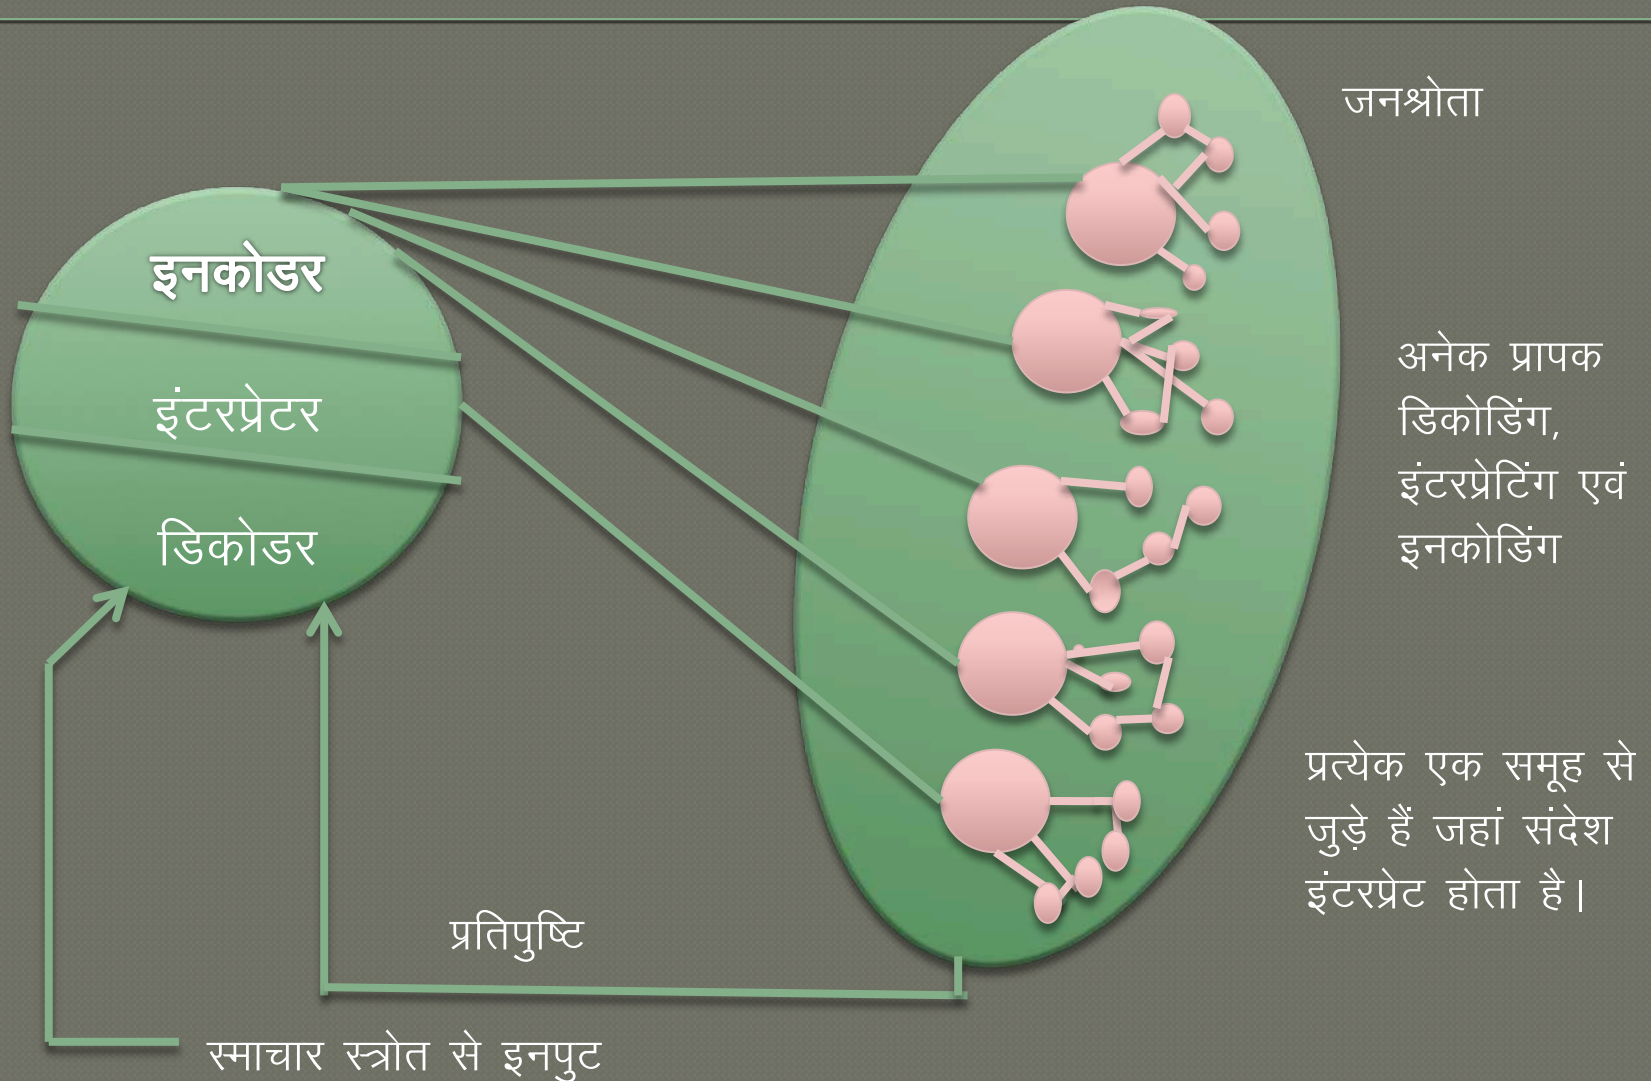 जनश्रोता
इनकोडर
इंटरप्रेटर
डिकोडर
अनेक प्रापक
डिकोडिंग,
इंटरप्रेटिंग एवं
इनकोडिंग
प्रत्येक एक समूह से
जुड़े हैं जहां संदेश
इंटरप्रेट होता है।
प्रतिपुष्टि
स्माचार स्त्रोत से इनपुट